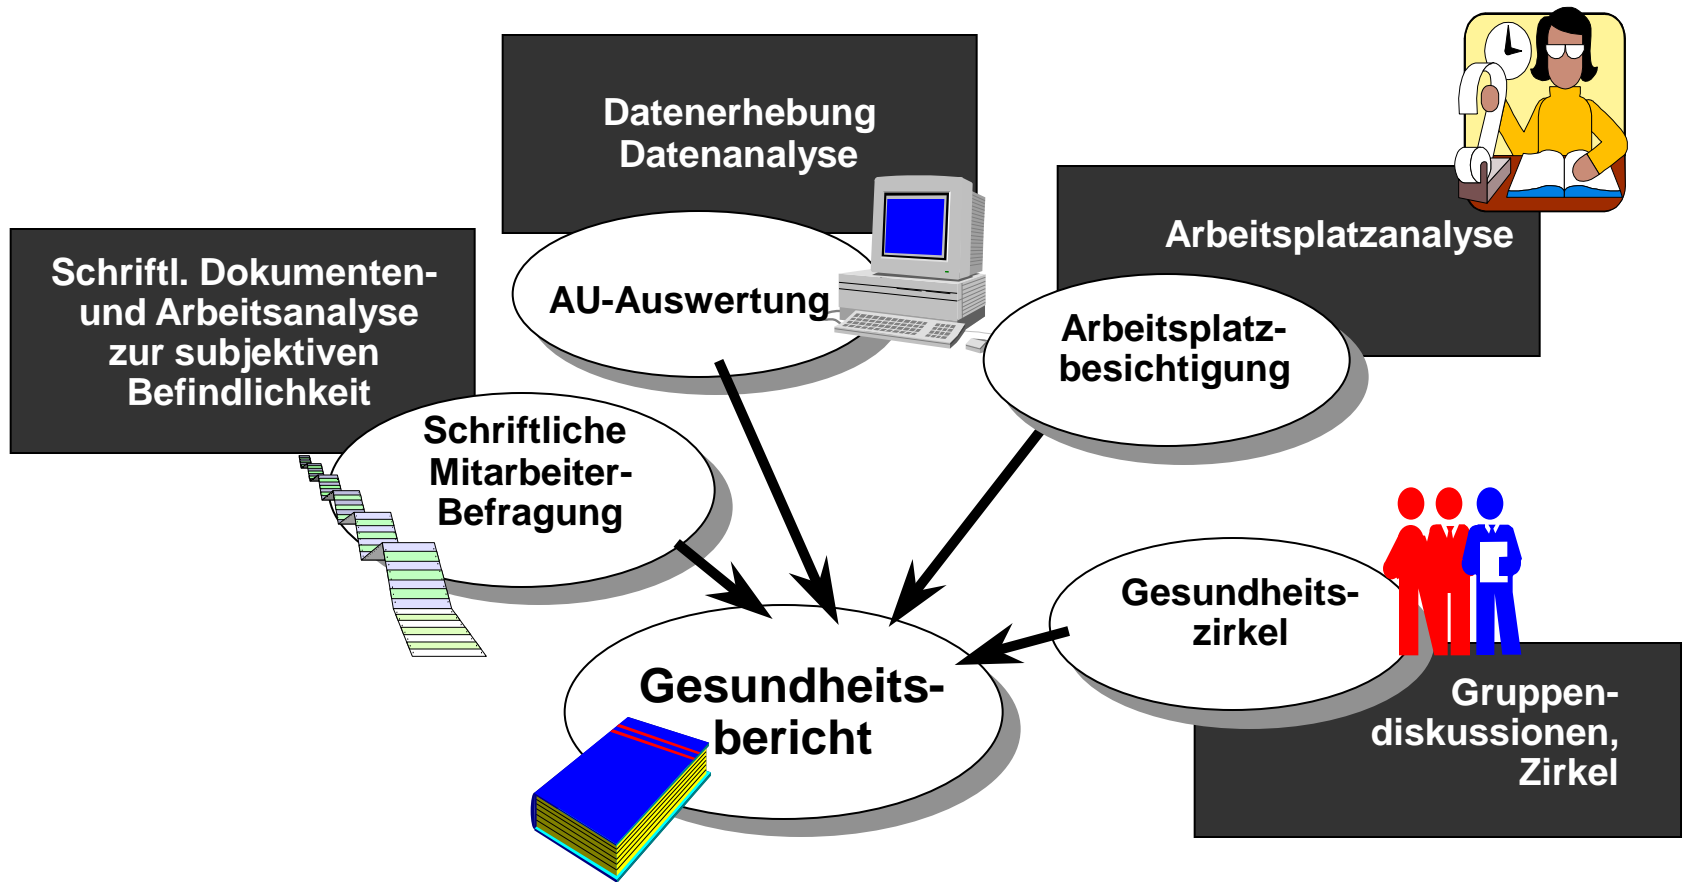 Datenerhebung
Datenanalyse
AU-Auswertung
Arbeitsplatzanalyse
Arbeitsplatz-
besichtigung
Schriftl. Dokumenten-
und Arbeitsanalyse
zur subjektiven
Befindlichkeit
Schriftliche
Mitarbeiter-
Befragung
Gesundheits-
zirkel
Gruppen-
diskussionen,
Zirkel
Gesundheits-
bericht